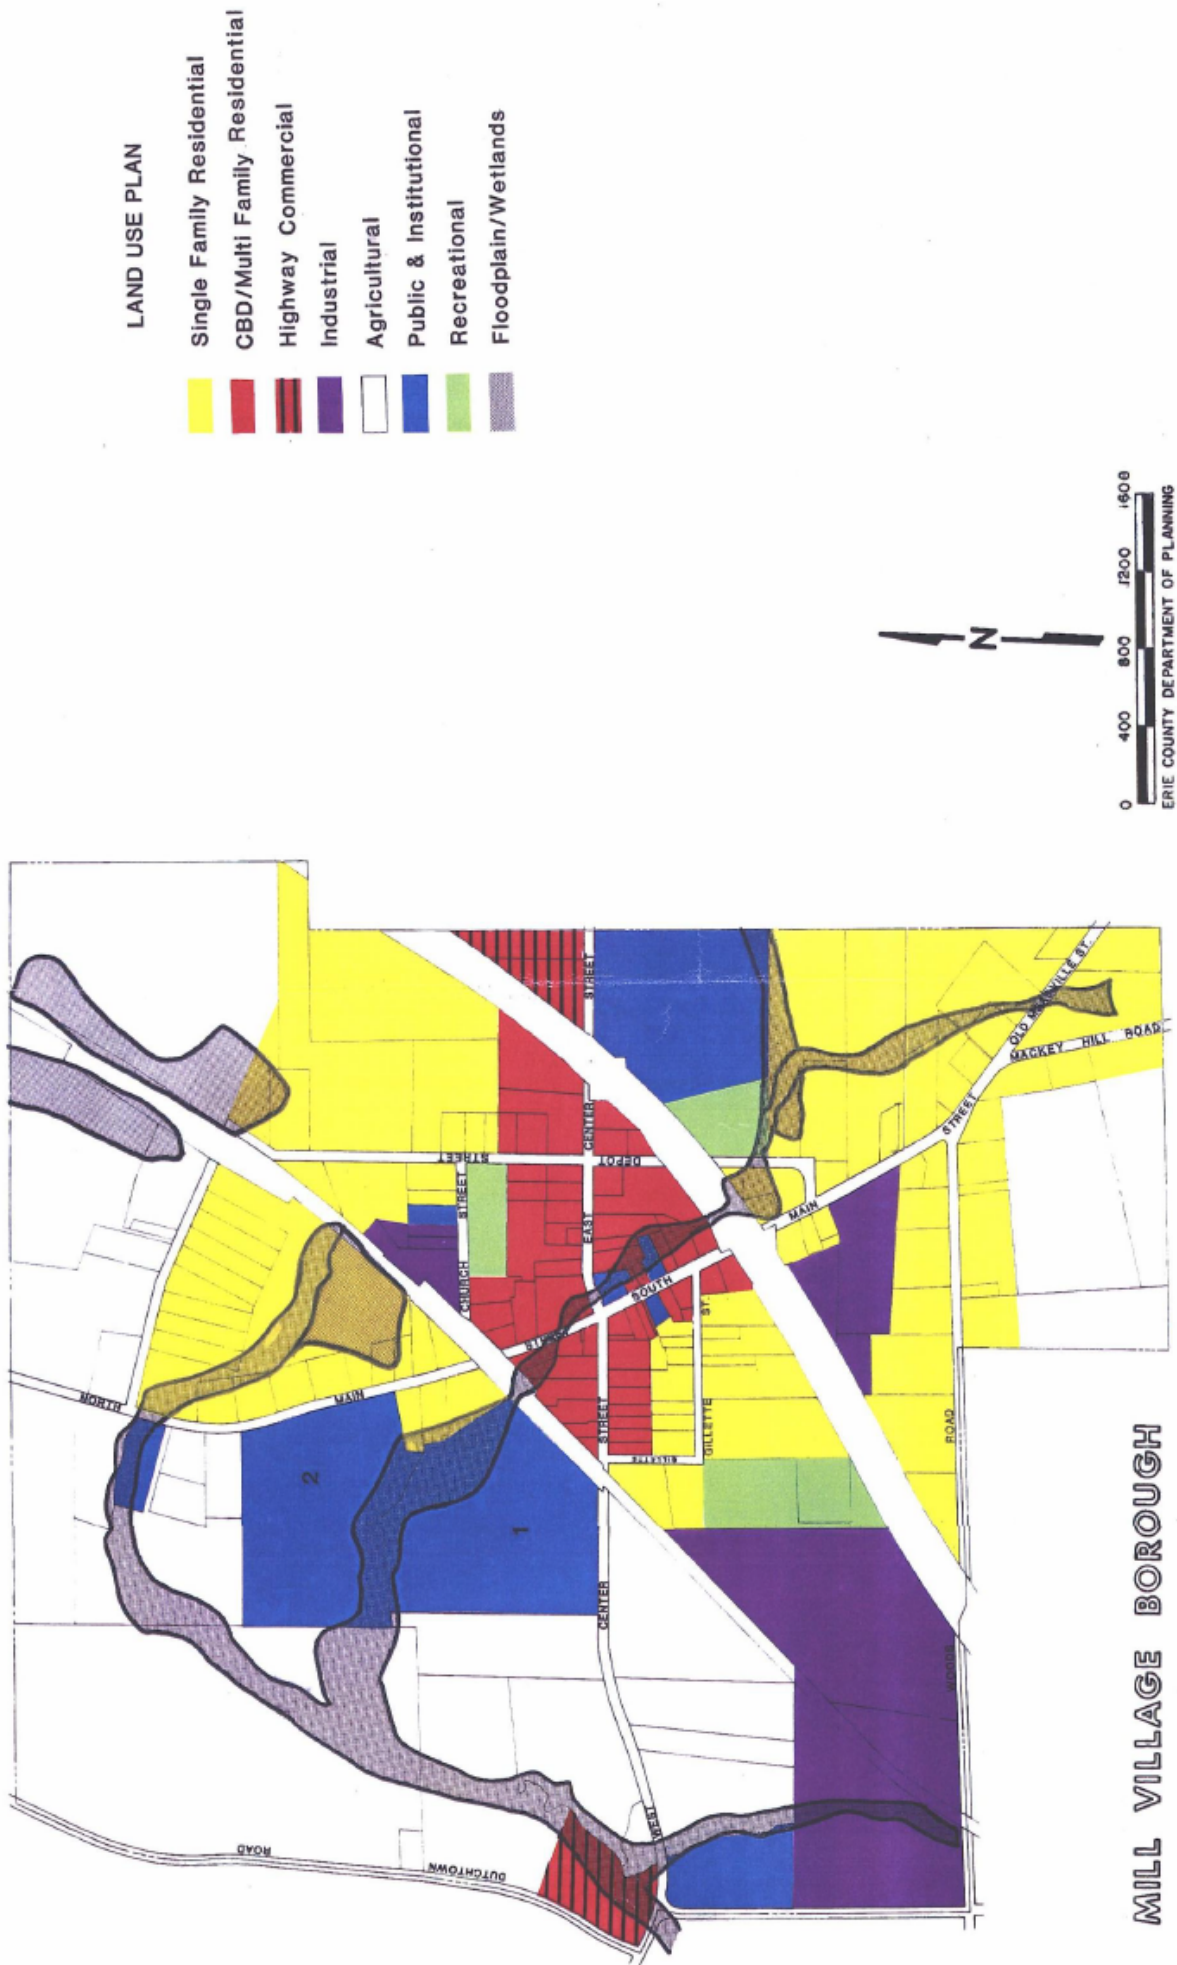 LAND USE PLAN
Single Family Residential
CBD/Multi Family Residential
Highway Commercial
Industrial
Agricultural
Public & Institutional
Recreational
Floodplain/Wetlands
N
0 400 800 1200 1600
ERIE COUNTY DEPARTMENT OF PLANNING
MILL VILLAGE BOROUGH
NORTH
MAIN
STREET
2
1
CHURCH STREET
DEPOT
STREET
EAST
CENTER
STREET
SOUTH
MAIN
STREET
GILLETTE
ST.
GILLETTE
STREET
CENTER
WEST
DUTCHTOWN
ROAD
WOODS
ROAD
MACKEY HILL ROAD